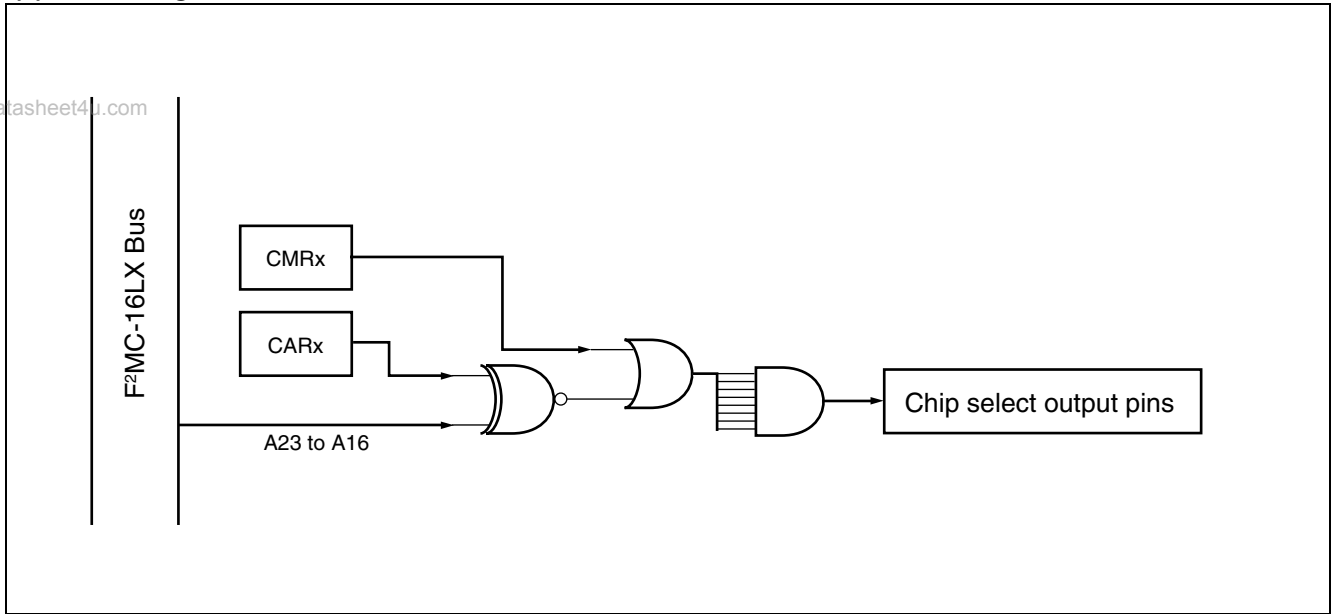 atasheet4u.com
F²MC-16LX Bus
CMRx
CARx
A23 to A16
Chip select output pins